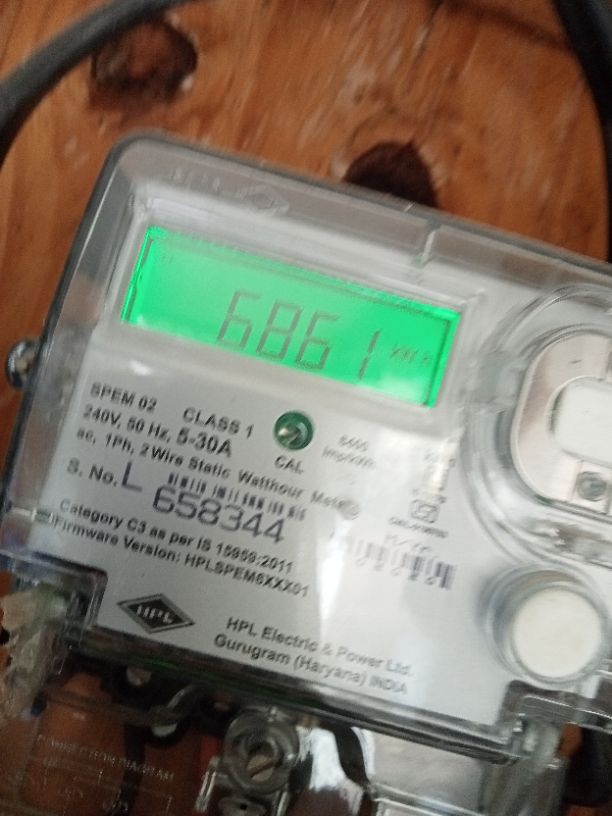 6861 kWh
SPEM 02 CLASS 1
240V, 50 Hz, 5-30A
CAL
ac, 1Ph, 2 Wire Static Watthour Meter
S. No. L 658344
Category C3 as per IS 15959:2011
Firmware Version: HPLSPEM6XXX01
HPL
HPL Electric & Power Ltd.
Gurugram (Haryana) INDIA
CONNECTION DIAGRAM